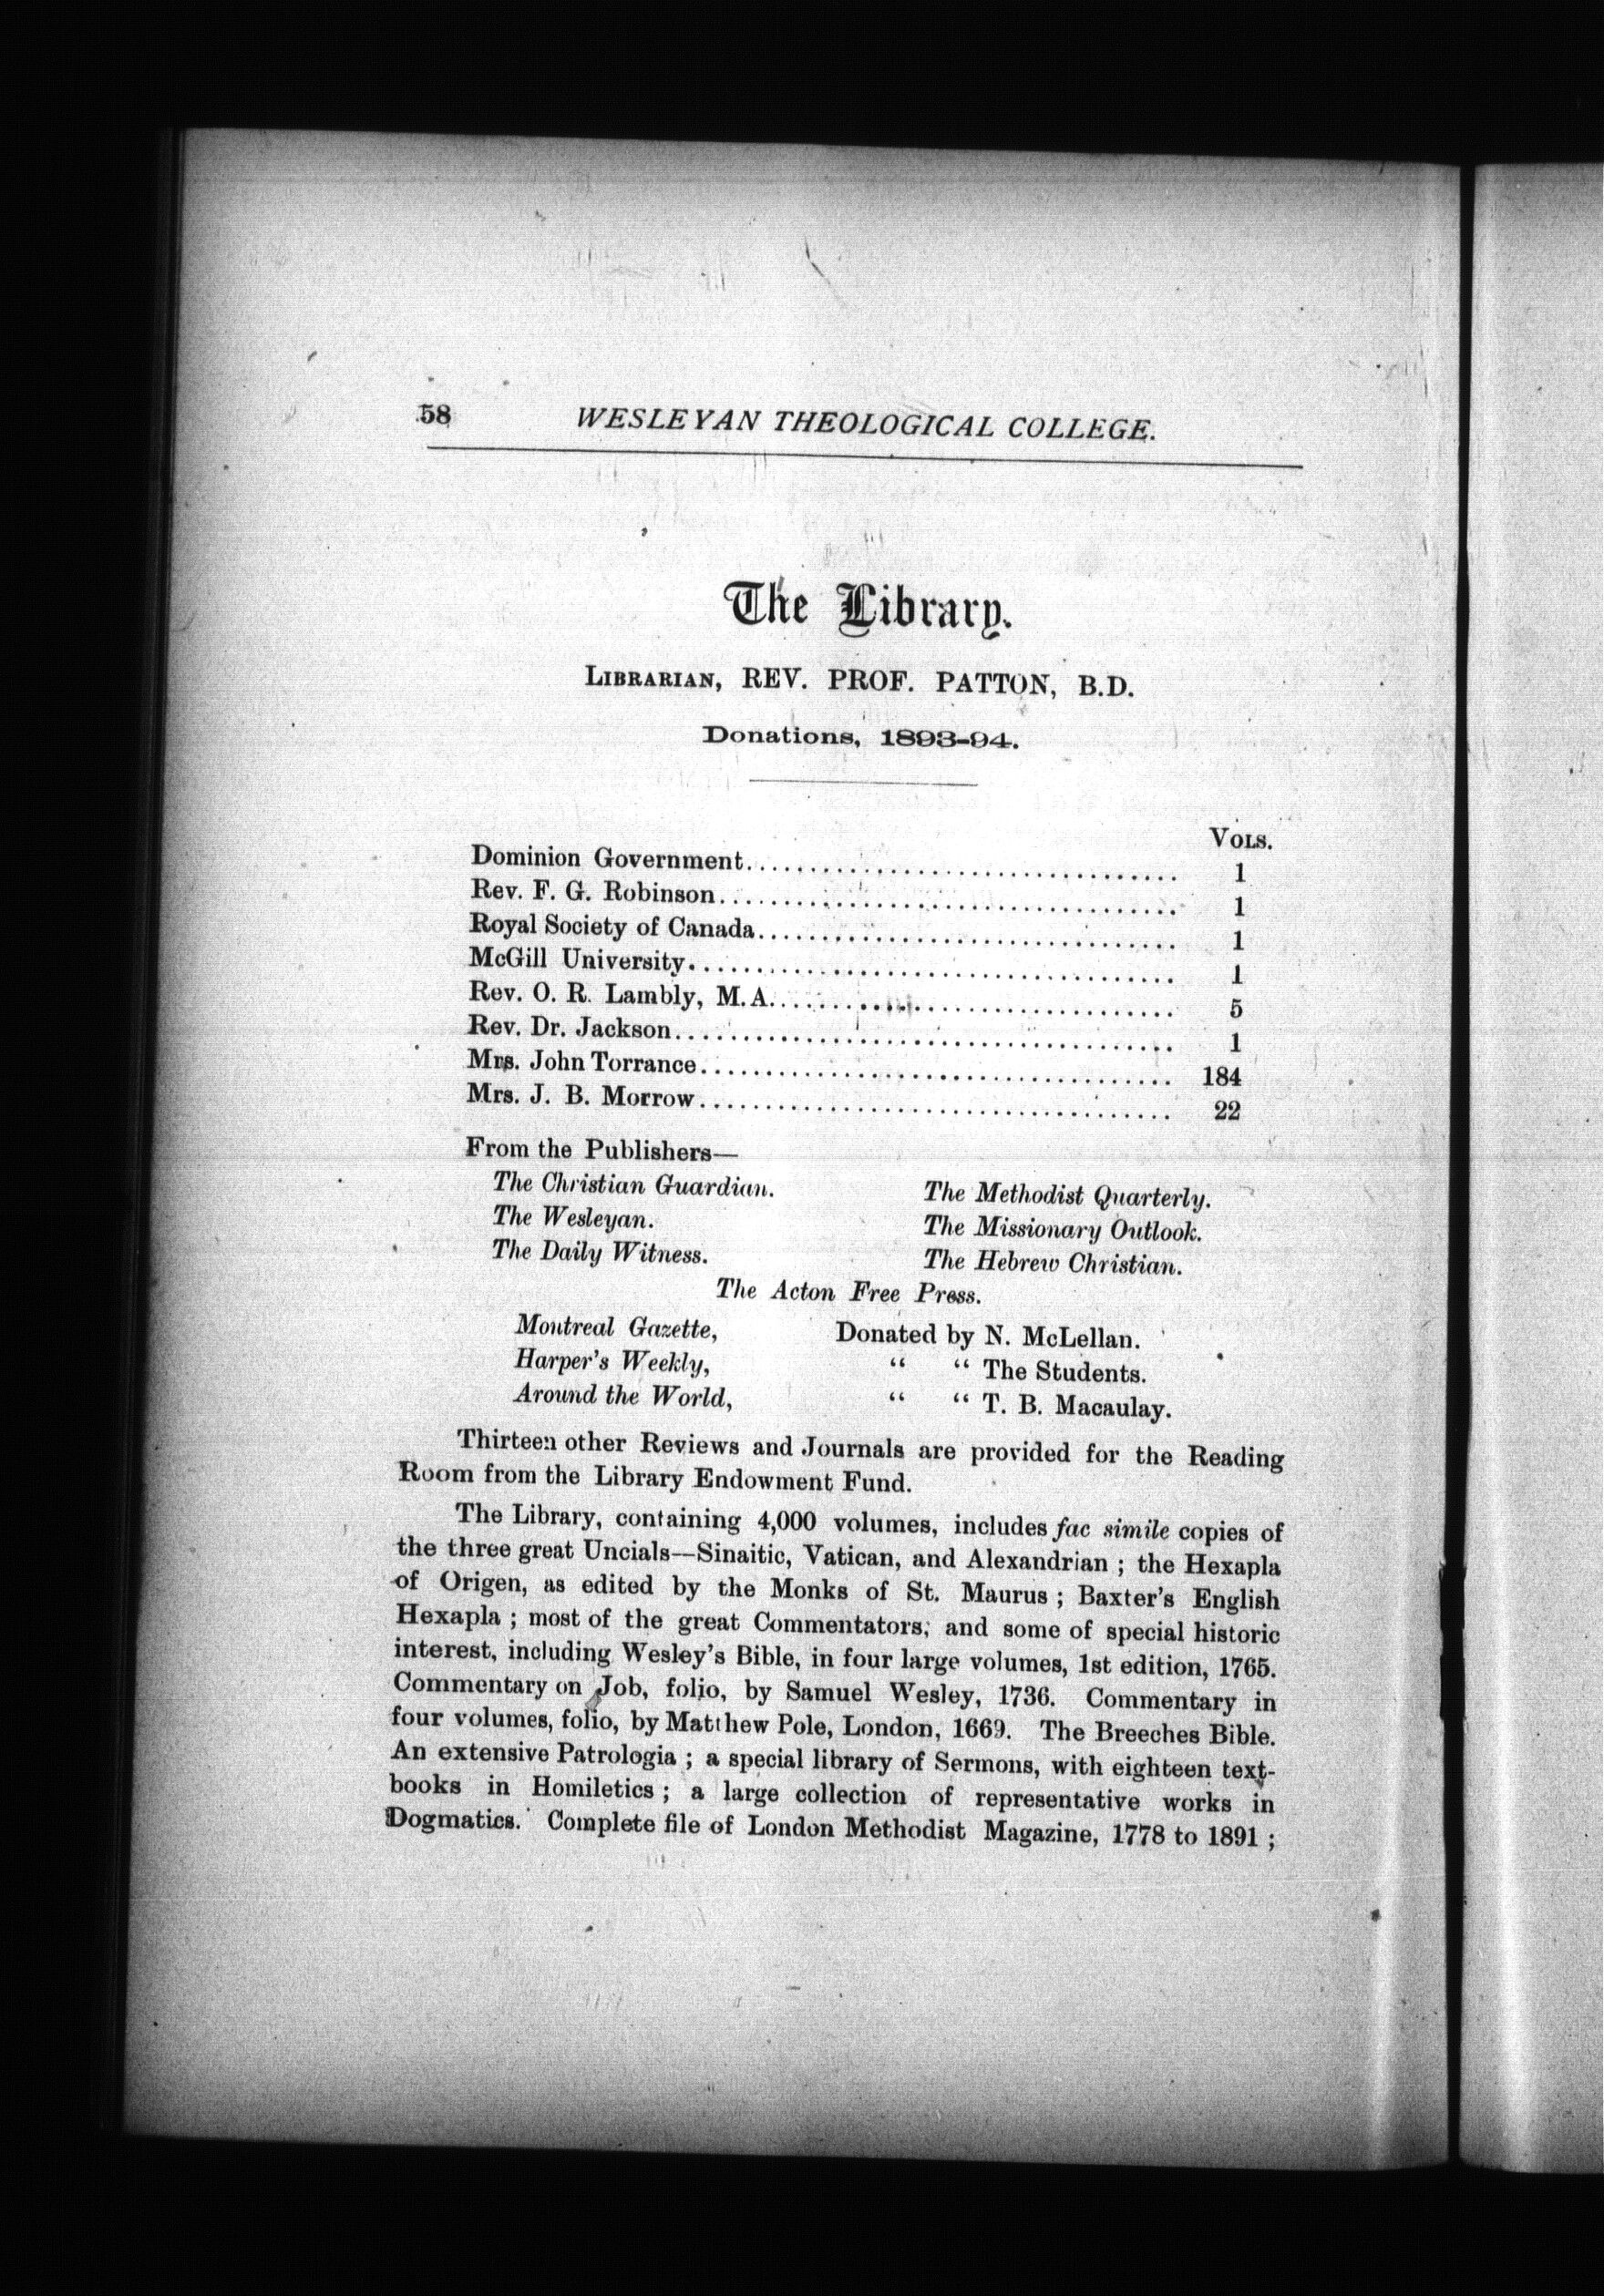 58 WESLEYAN THEOLOGICAL COLLEGE.
The Library.
LIBRARIAN, REV. PROF. PATTON, B.D.
Donations, 1893-94.
VOLS.
Dominion Government.................................. 1
Rev. F. G. Robinson.................................... 1
Royal Society of Canada................................. 1
McGill University...................................... 1
Rev. O. R. Lambly, M.A................................ 5
Rev. Dr. Jackson....................................... 1
Mrs. John Torrance..................................... 184
Mrs. J. B. Morrow..................................... 22
From the Publishers—
The Christian Guardian. The Methodist Quarterly.
The Wesleyan. The Missionary Outlook.
The Daily Witness. The Hebrew Christian.
The Acton Free Press.
Montreal Gazette, Donated by N. McLellan.
Harper's Weekly, “ “ The Students.
Around the World, “ “ T. B. Macaulay.
Thirteen other Reviews and Journals are provided for the Reading
Room from the Library Endowment Fund.
The Library, containing 4,000 volumes, includes fac simile copies of
the three great Uncials—Sinaitic, Vatican, and Alexandrian ; the Hexapla
of Origen, as edited by the Monks of St. Maurus ; Baxter's English
Hexapla ; most of the great Commentators, and some of special historic
interest, including Wesley's Bible, in four large volumes, 1st edition, 1765.
Commentary on Job, folio, by Samuel Wesley, 1736. Commentary in
four volumes, folio, by Matthew Pole, London, 1669. The Breeches Bible.
An extensive Patrologia ; a special library of Sermons, with eighteen text-
books in Homiletics ; a large collection of representative works in
Dogmatics. Complete file of London Methodist Magazine, 1778 to 1891 ;